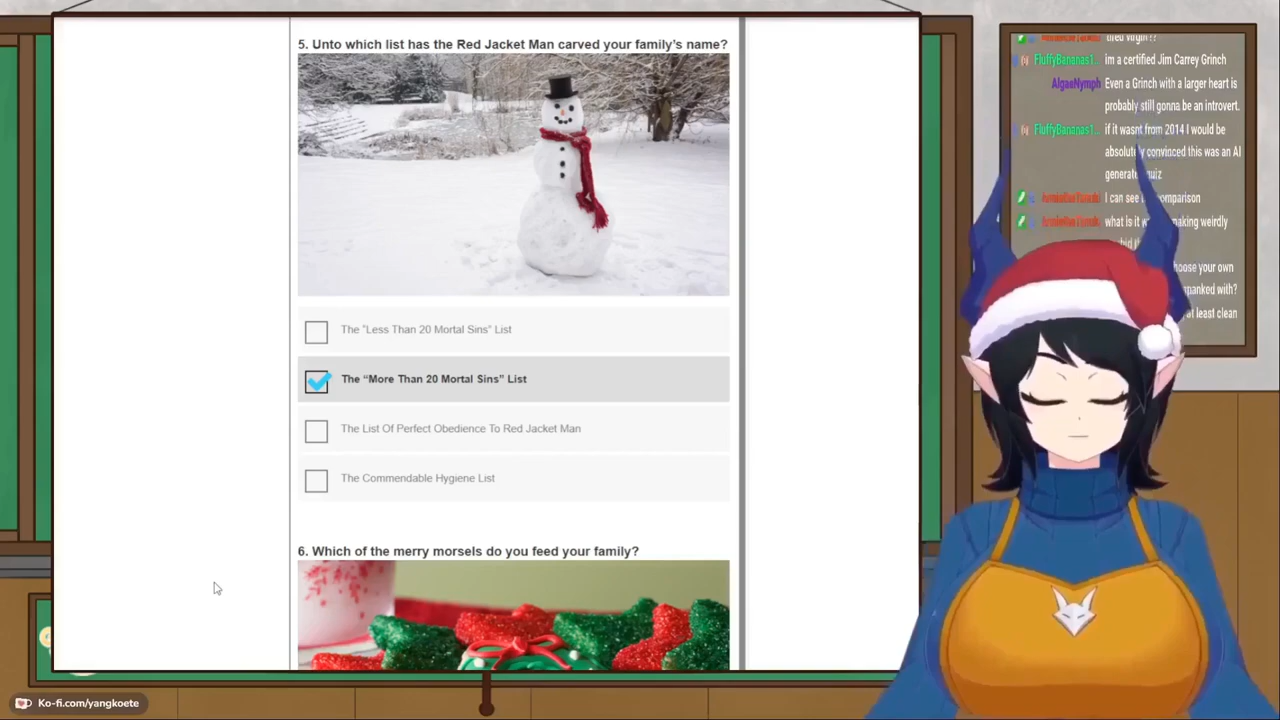 5. Unto which list has the Red Jacket Man carved your family's name?
The "Less Than 20 Mortal Sins" List
The “More Than 20 Mortal Sins” List
The List Of Perfect Obedience To Red Jacket Man
The Commendable Hygiene List
6. Which of the merry morsels do you feed your family?
FluffyBananas1.. im a certified Jim Carrey Grinch
AlgaeNymph Even a Grinch with a larger heart is
probably still gonna be an introvert.
FluffyBananas1.. if it wasnt from 2014 I would be
absolutely convinced this was an AI
I can see
what is it
making weirdly
hoose your own
spanked with?
at least clean
Ko-fi.com/yangkoete